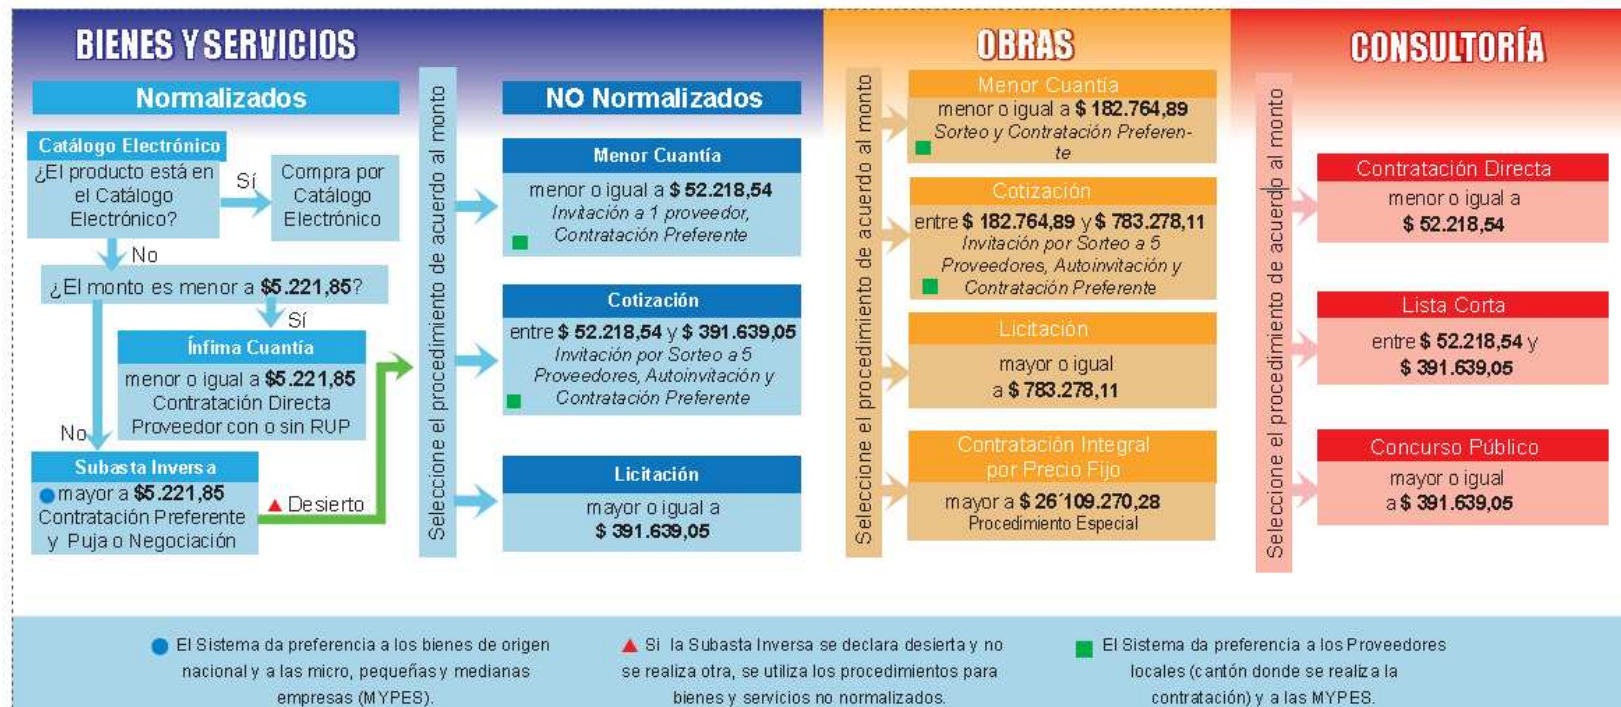 BIENES Y SERVICIOS
Normalizados
Catálogo Electrónico
¿El producto está en
el Catálogo
Electrónico?
Sí
Compra por
Catálogo
Electrónico
No
¿El monto es menor a $5.221,85?
Sí
Ínfima Cuantía
menor o igual a $5.221,85
Contratación Directa
Proveedor con o sin RUP
No
Subasta Inversa
mayor a $5.221,85
Contratación Preferente
y Puja o Negociación
Desierto
Seleccione el procedimiento de acuerdo al monto
NO Normalizados
Menor Cuantía
menor o igual a $ 52.218,54
Invitación a 1 proveedor,
Contratación Preferente
Cotización
entre $ 52.218,54 y $ 391.639,05
Invitación por Sorteo a 5
Proveedores, Autoinvitación y
Contratación Preferente
Licitación
mayor o igual a
$ 391.639,05
OBRAS
Seleccione el procedimiento de acuerdo al monto
Menor Cuantía
menor o igual a $ 182.764,89
Sorteo y Contratación Preferen-
te
Cotización
entre $ 182.764,89 y $ 783.278,11
Invitación por Sorteo a 5
Proveedores, Autoinvitación y
Contratación Preferente
Licitación
mayor o igual
a $ 783.278,11
Contratación Integral
por Precio Fijo
mayor a $ 26´109.270,28
Procedimiento Especial
CONSULTORÍA
Seleccione el procedimiento de acuerdo al monto
Contratación Directa
menor o igual a
$ 52.218,54
Lista Corta
entre $ 52.218,54 y
$ 391.639,05
Concurso Público
mayor o igual
a $ 391.639,05
El Sistema da preferencia a los bienes de origen
nacional y a las micro, pequeñas y medianas
empresas (MYPES).
Si la Subasta Inversa se declara desierta y no
se realiza otra, se utiliza los procedimientos para
bienes y servicios no normalizados.
El Sistema da preferencia a los Proveedores
locales (cantón donde se realiza la
contratación) y a las MYPES.